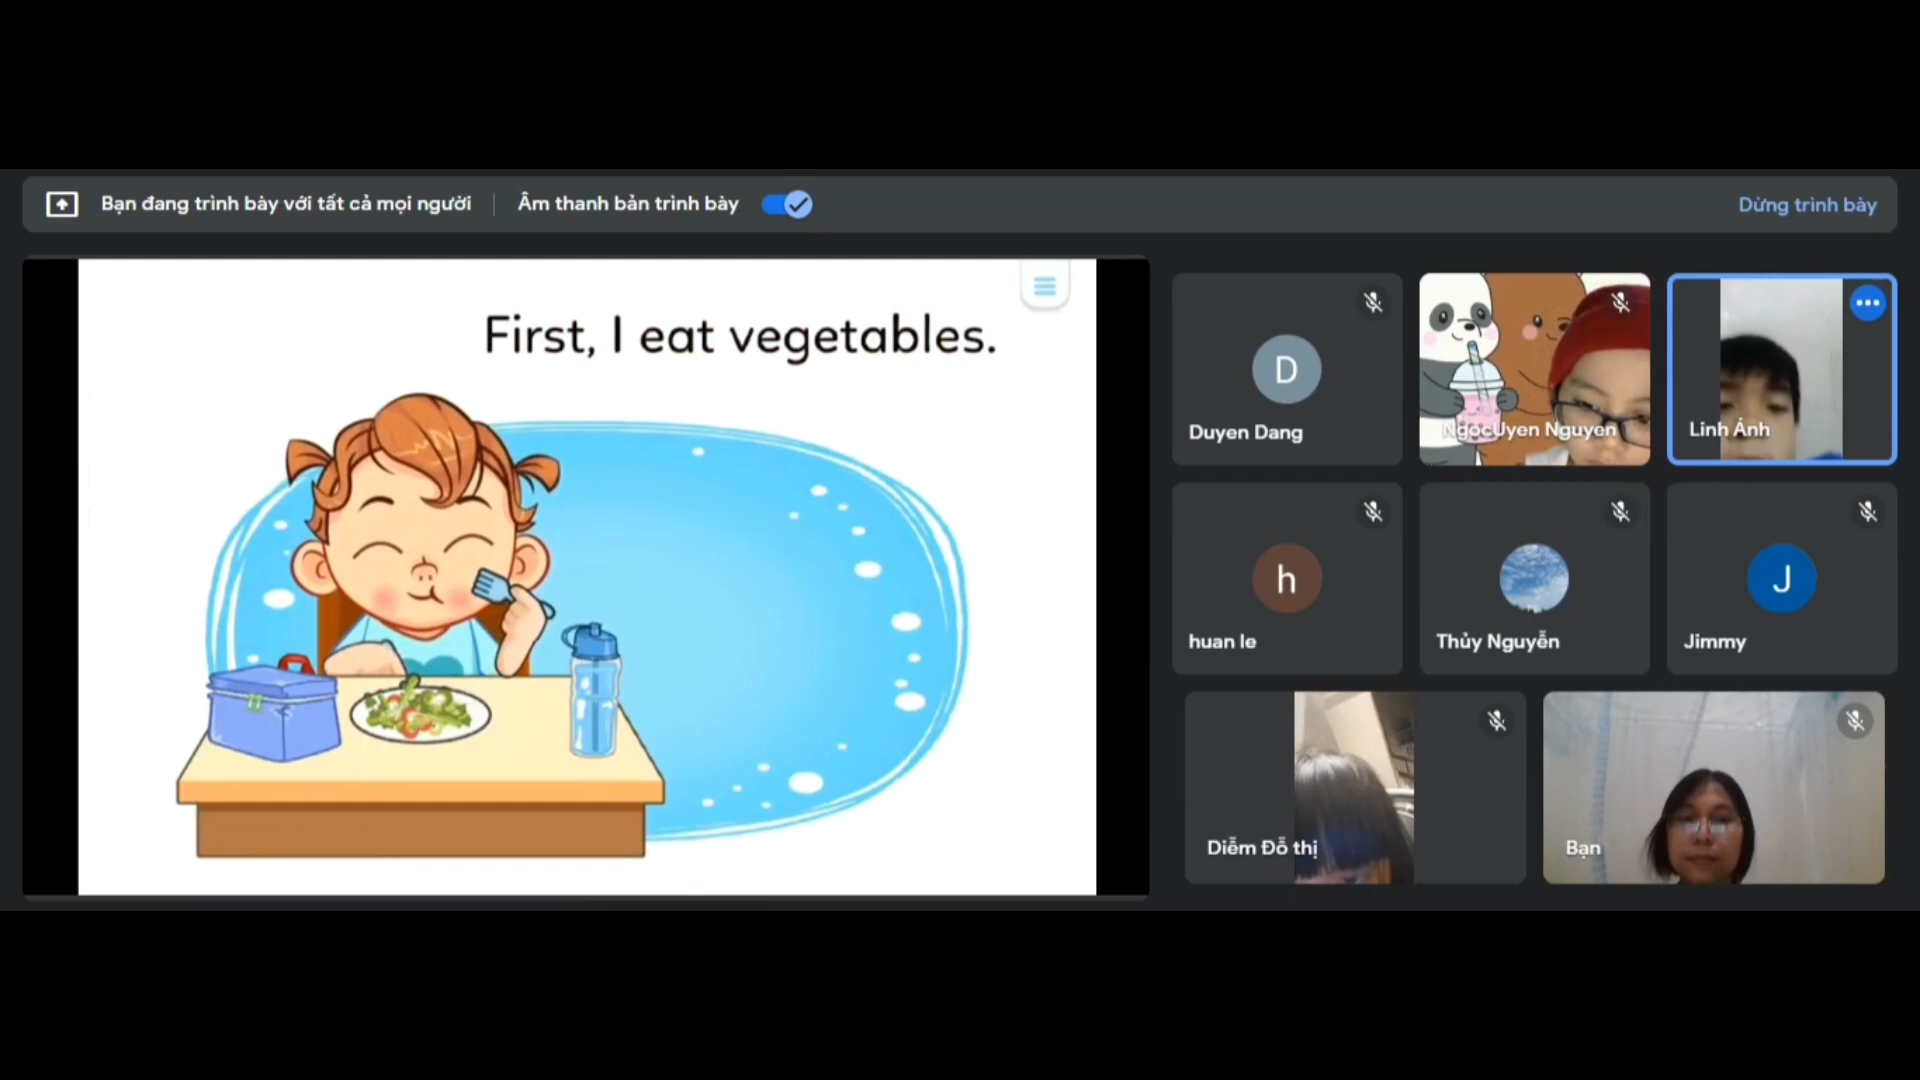 Bạn đang trình bày với tất cả mọi người
Âm thanh bản trình bày
Dừng trình bày
First, I eat vegetables.
D
Duyen Dang
NgocUyen Nguyen
Linh Ánh
h
huan le
Thủy Nguyễn
J
Jimmy
Diễm Đỗ thị
Bạn